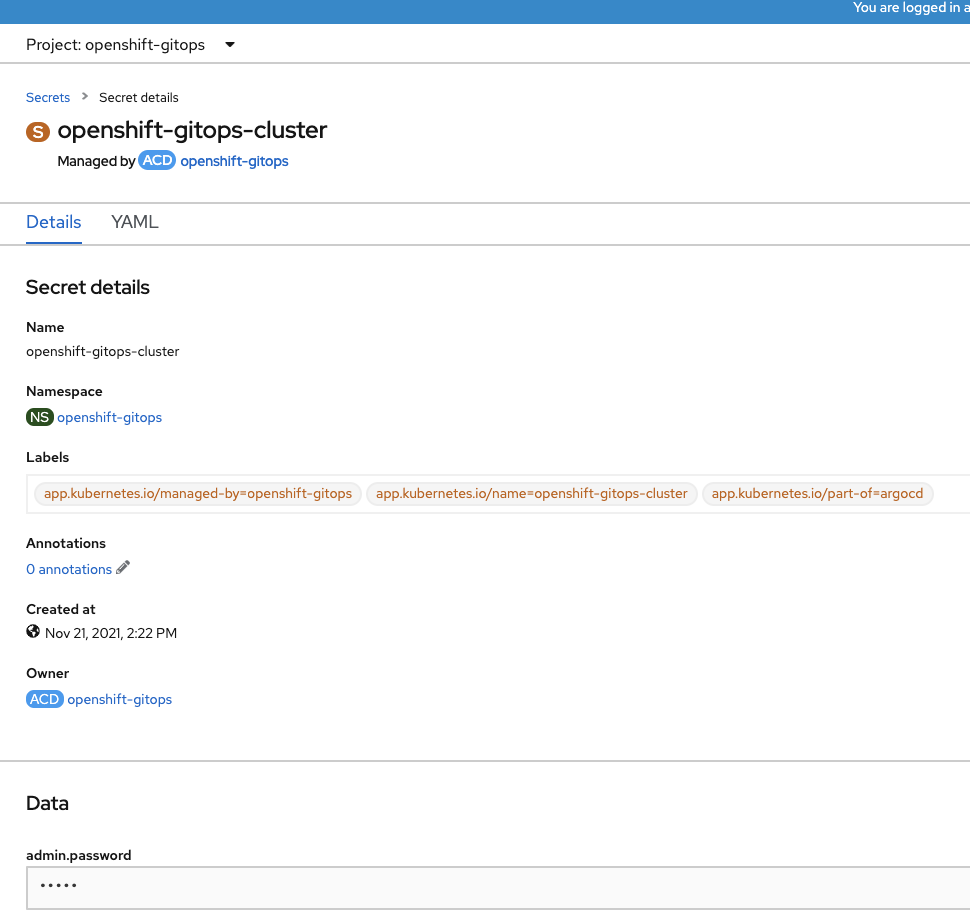 You are logged in a
Project: openshift-gitops
Secrets > Secret details
S openshift-gitops-cluster
Managed by ACD openshift-gitops
Details YAML
Secret details
Name
openshift-gitops-cluster
Namespace
NS openshift-gitops
Labels
app.kubernetes.io/managed-by=openshift-gitops app.kubernetes.io/name=openshift-gitops-cluster app.kubernetes.io/part-of=argocd
Annotations
0 annotations
Created at
Nov 21, 2021, 2:22 PM
Owner
ACD openshift-gitops
Data
admin.password
•••••